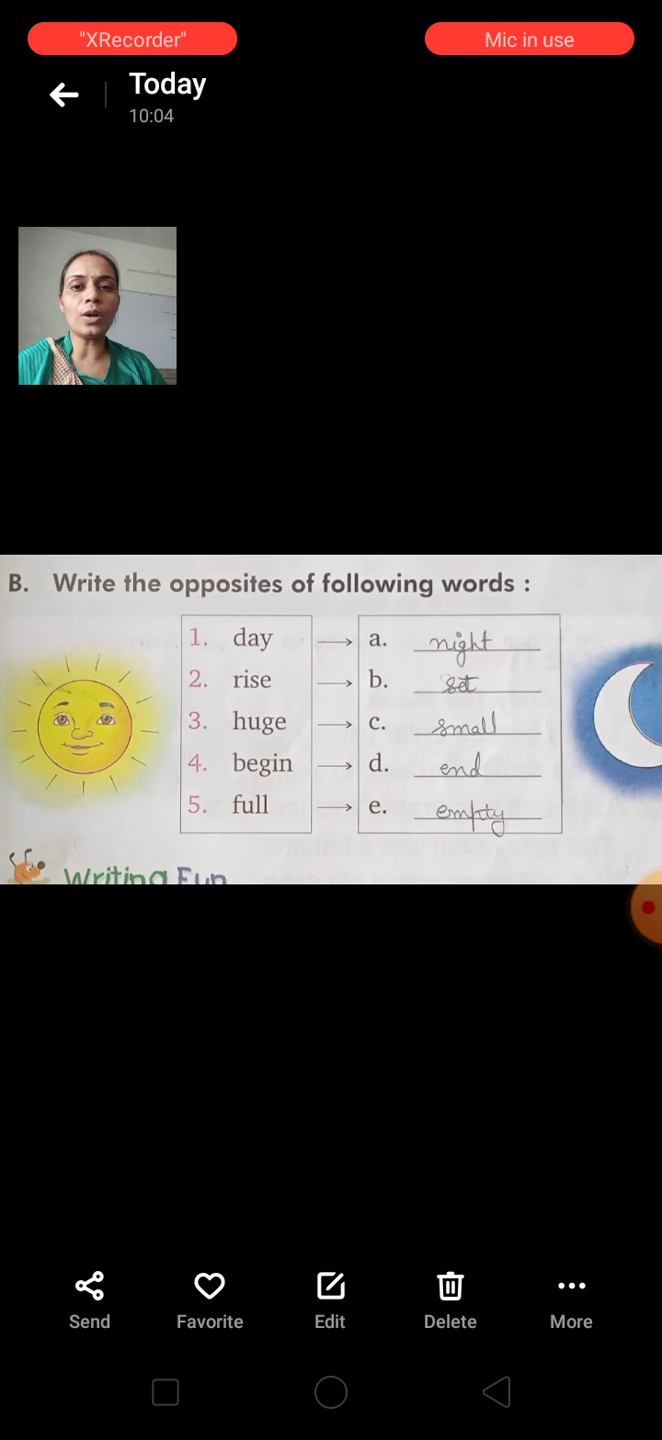 "XRecorder" Mic in use
Today
10:04
B. Write the opposites of following words :
1. day → a. night
2. rise → b. set
3. huge → c. small
4. begin → d. end
5. full → e. empty
Writing Fun
Send Favorite Edit Delete More